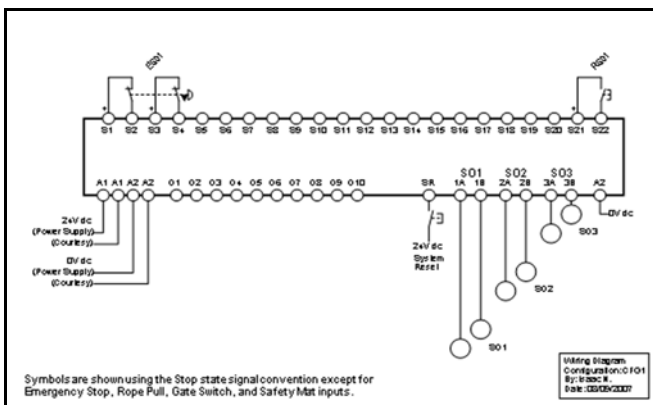 ES01
RS01
S1 S2 S3 S4 S5 S6 S7 S8 S9 S10 S11 S12 S13 S14 S15 S16 S17 S18 S19 S20 S21 S22
SO1 SO2 SO3
A1 A1 A2 A2 O1 O2 O3 O4 O5 O6 O7 O8 O9 O10 SR 1A 1B 2A 2B 3A 3B A2
24V dc
(Power Supply)
(Courtesy)
0V dc
(Power Supply)
(Courtesy)
24V dc
System
Reset
0V dc
SO3
SO2
SO1
Symbols are shown using the Stop state signal convention except for
Emergency Stop, Rope Pull, Gate Switch, and Safety Mat inputs.
Wiring Diagram
Configuration:
By: Isaac N.
Date: